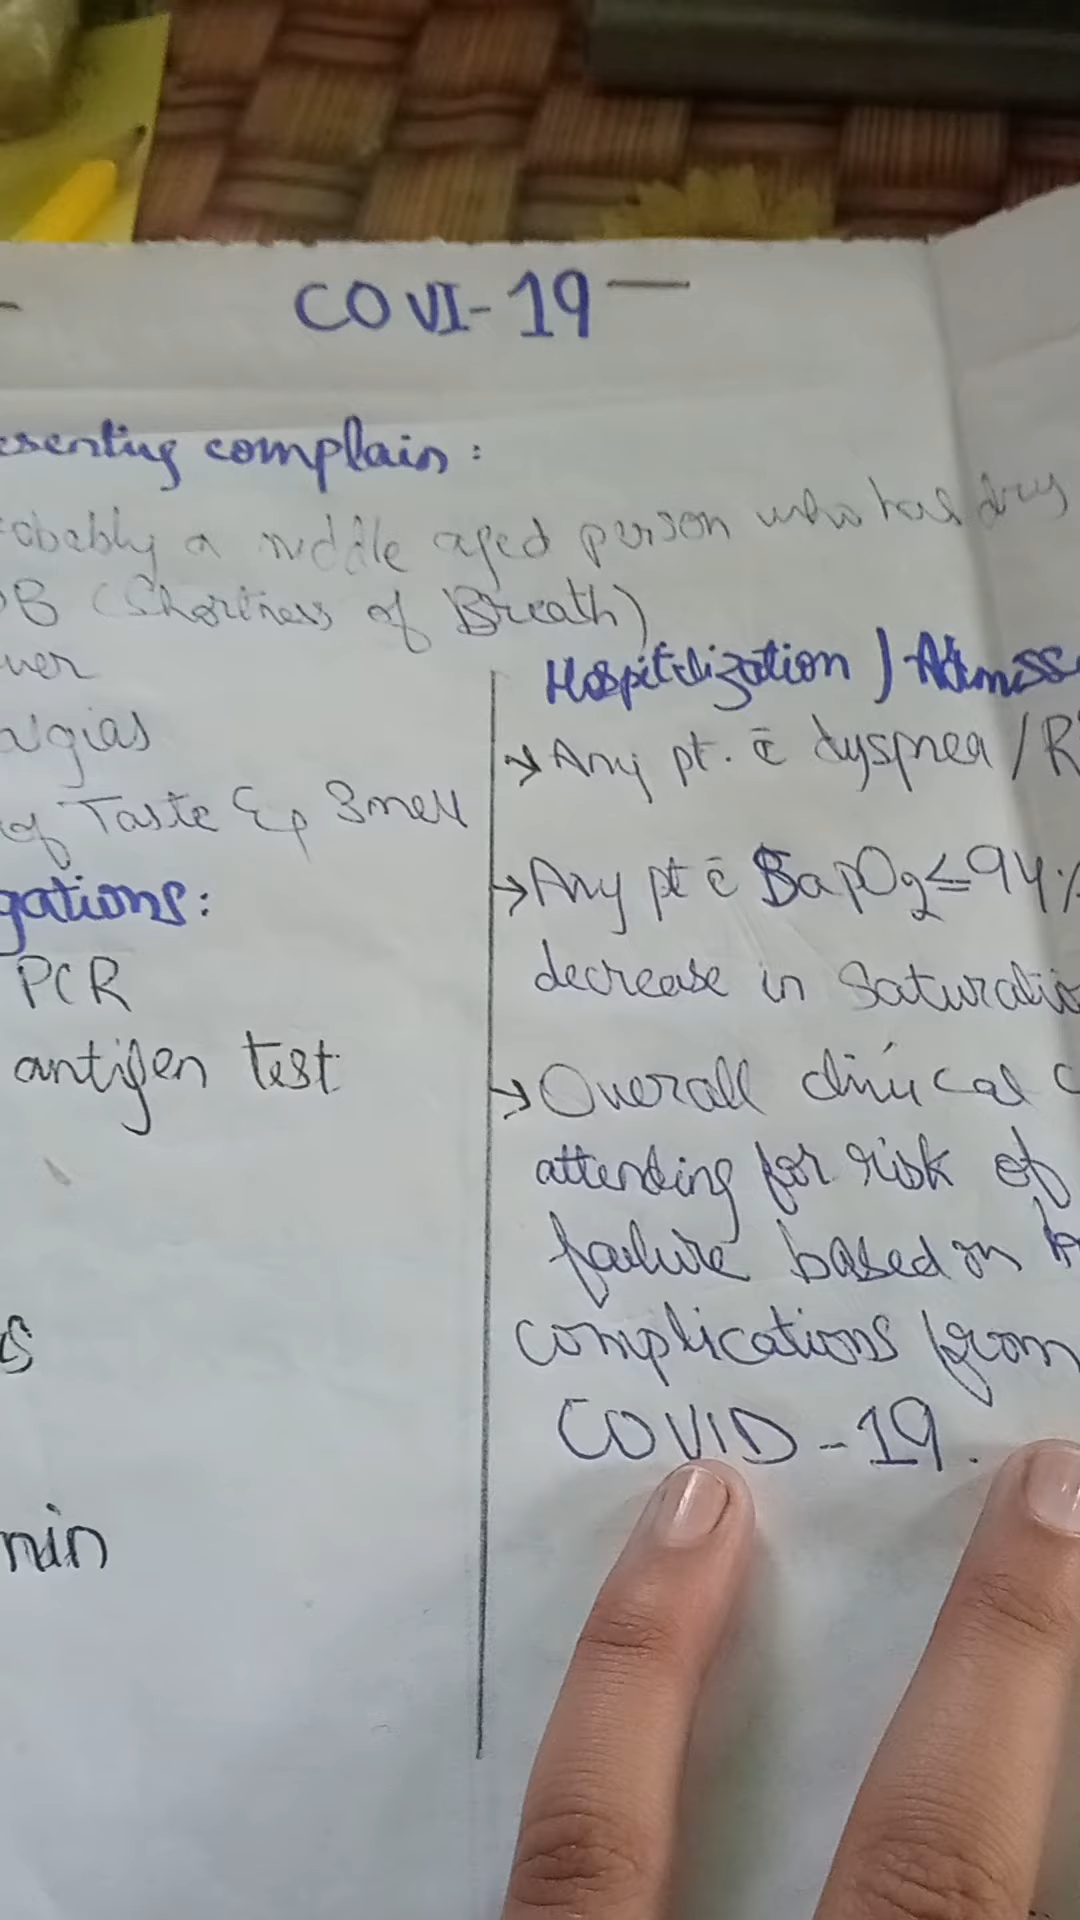 COVI-19
esenting complain:
obably a middle aged person who has dry
OB (Shortness of Breath)
ver
algias
of Taste & Smell
gations:
PCR
antigen test
s
min
Hospitalization / Admiss
→ Any pt. c̄ dyspnea / R
→ Any pt c̄ SapO2 ≤ 94%
decrease in Saturatio
→ Overall clinical c
attending for risk of
failure based on
complications from
COVID-19.